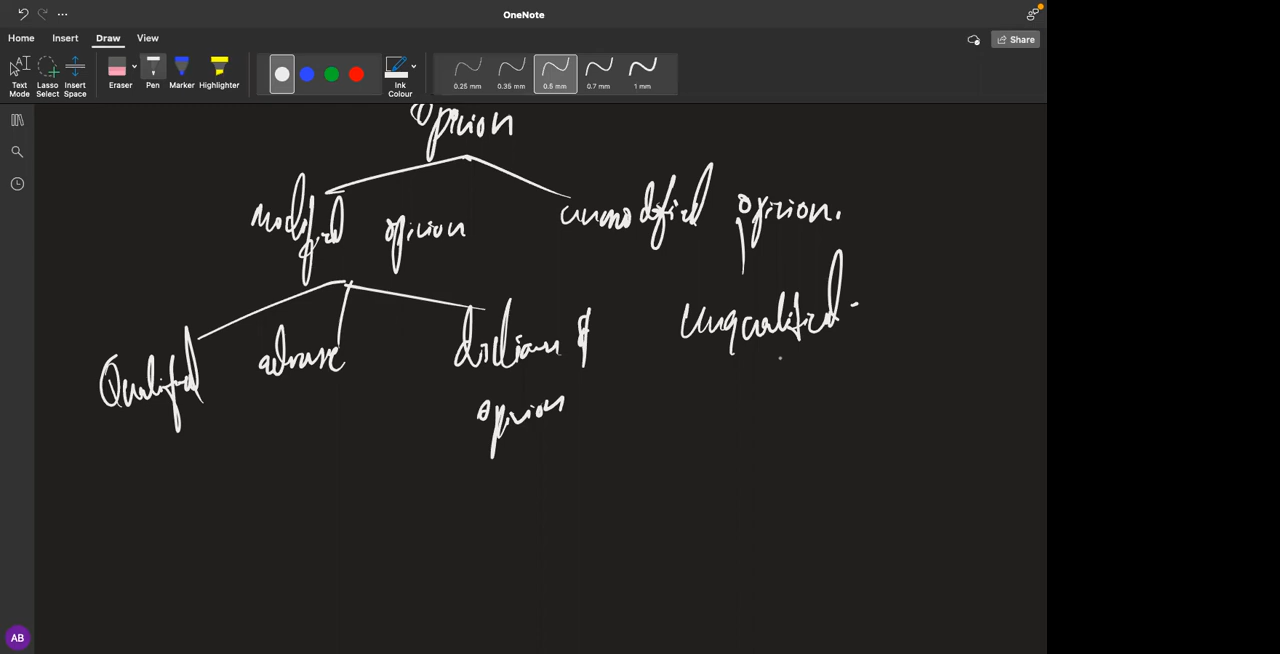 OneNote
Home Insert Draw View
Share
Text Mode
Lasso Select
Insert Space
Eraser
Pen
Marker
Highlighter
Ink Colour
0.25 mm
0.35 mm
0.5 mm
0.7 mm
1 mm
Opinion
modified opinion
unmodified opinion.
Qualified
adverse
unqualified
opinion
AB